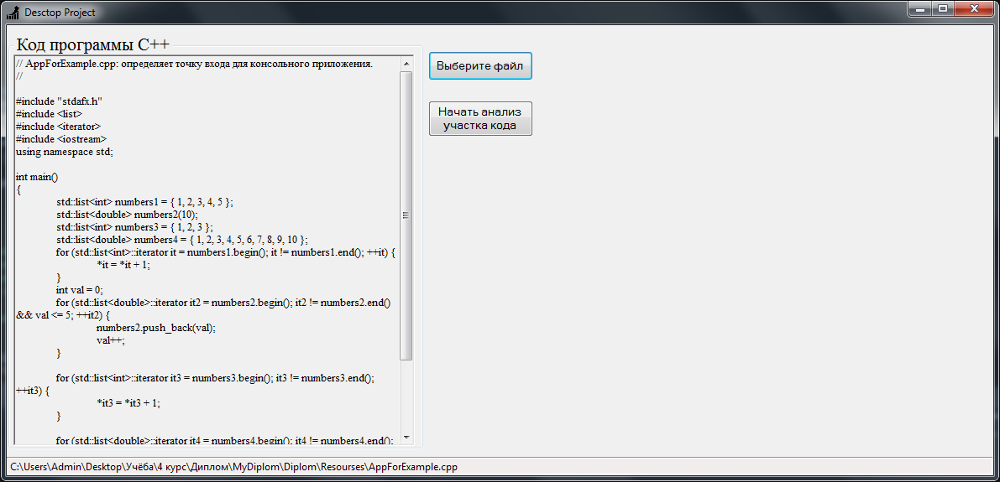 Desctop Project
Код программы C++
// AppForExample.cpp: определяет точку входа для консольного приложения.
//
#include "stdafx.h"
#include <list>
#include <iterator>
#include <iostream>
using namespace std;
int main()
{
std::list<int> numbers1 = { 1, 2, 3, 4, 5 };
std::list<double> numbers2(10);
std::list<int> numbers3 = { 1, 2, 3 };
std::list<double> numbers4 = { 1, 2, 3, 4, 5, 6, 7, 8, 9, 10 };
for (std::list<int>::iterator it = numbers1.begin(); it != numbers1.end(); ++it) {
*it = *it + 1;
}
int val = 0;
for (std::list<double>::iterator it2 = numbers2.begin(); it2 != numbers2.end()
&& val <= 5; ++it2) {
numbers2.push_back(val);
val++;
}
for (std::list<int>::iterator it3 = numbers3.begin(); it3 != numbers3.end();
++it3) {
*it3 = *it3 + 1;
}
for (std::list<double>::iterator it4 = numbers4.begin(); it4 != numbers4.end();
Выберите файл
Начать анализ
участка кода
C:\Users\Admin\Desktop\Учёба\4 курс\Диплом\MyDiplom\Diplom\Resourses\AppForExample.cpp